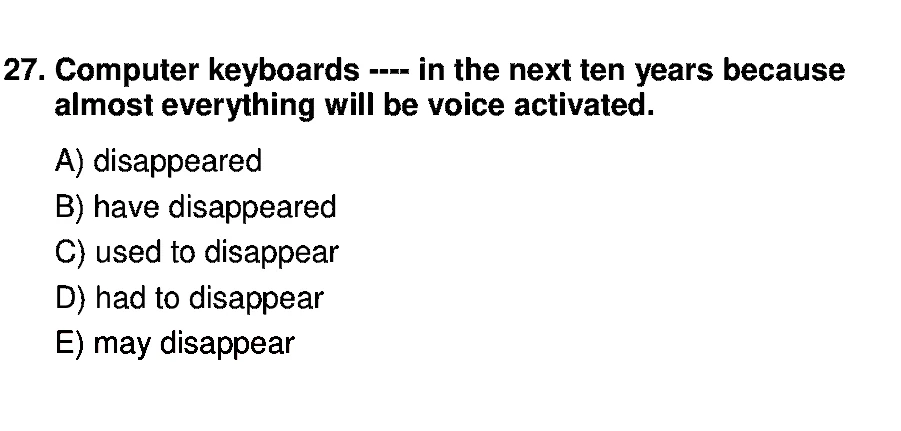 27. Computer keyboards ---- in the next ten years because
almost everything will be voice activated.
A) disappeared
B) have disappeared
C) used to disappear
D) had to disappear
E) may disappear